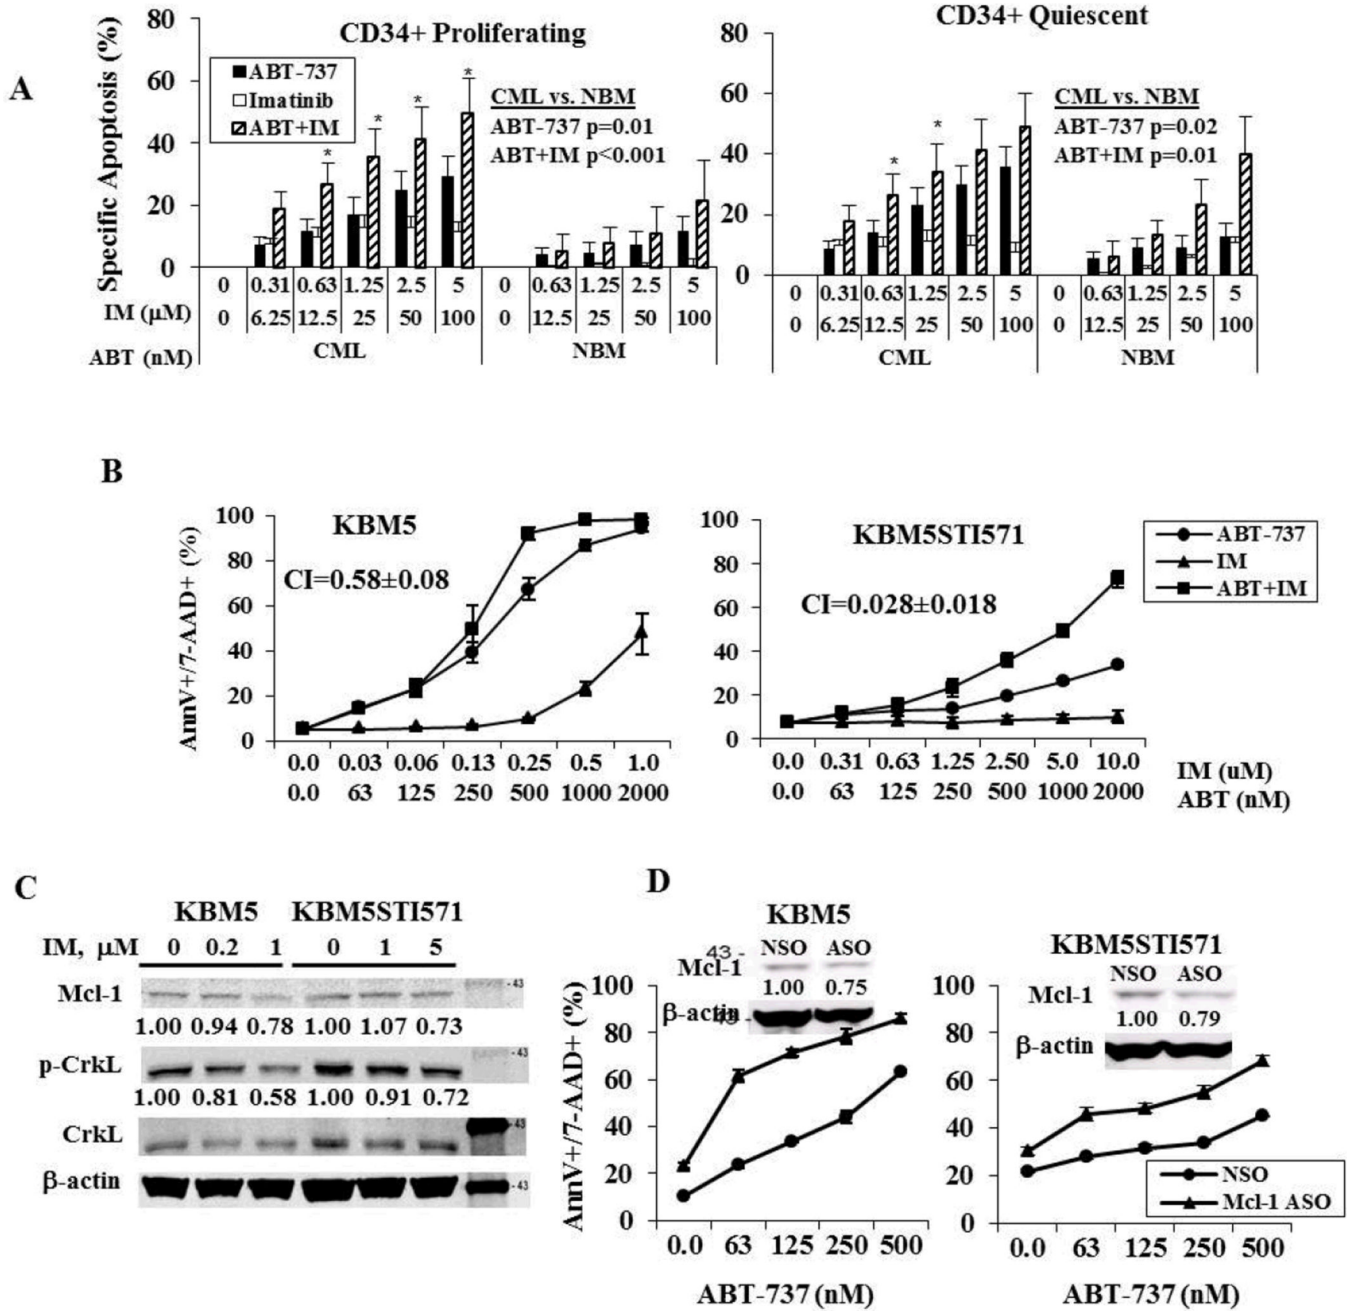 A
CD34+ Proliferating
CD34+ Quiescent
Specific Apoptosis (%)
80
60
40
20
0
ABT-737
Imatinib
ABT+IM
* * * *
CML vs. NBM
ABT-737 p=0.01
ABT+IM p<0.001
80
60
40
20
0
* *
CML vs. NBM
ABT-737 p=0.02
ABT+IM p=0.01
IM (μM)
0 0.31 0.63 1.25 2.5 5 0 0.63 1.25 2.5 5
0 0.31 0.63 1.25 2.5 5 0 0.63 1.25 2.5 5
ABT (nM)
0 6.25 12.5 25 50 100 0 12.5 25 50 100
0 6.25 12.5 25 50 100 0 12.5 25 50 100
CML NBM
CML NBM
B
AnnV+/7-AAD+ (%)
100
80
60
40
20
0
KBM5
CI=0.58±0.08
0.0 0.03 0.06 0.13 0.25 0.5 1.0
0.0 63 125 250 500 1000 2000
100
80
60
40
20
0
KBM5STI571
CI=0.028±0.018
ABT-737
IM
ABT+IM
0.0 0.31 0.63 1.25 2.50 5.0 10.0
0.0 63 125 250 500 1000 2000
IM (uM)
ABT (nM)
C
KBM5 KBM5STI571
IM, μM 0 0.2 1 0 1 5
Mcl-1 - 43
1.00 0.94 0.78 1.00 1.07 0.73
p-CrkL - 43
1.00 0.81 0.58 1.00 0.91 0.72
CrkL - 43
β-actin - 43
D
KBM5
43 - NSO ASO
Mcl-1
1.00 0.75
β-actin 43 -
AnnV+/7-AAD+ (%)
100
80
60
40
20
0
0.0 63 125 250 500
ABT-737 (nM)
KBM5STI571
NSO ASO
Mcl-1
1.00 0.79
β-actin
100
80
60
40
20
0
NSO
Mcl-1 ASO
0.0 63 125 250 500
ABT-737 (nM)